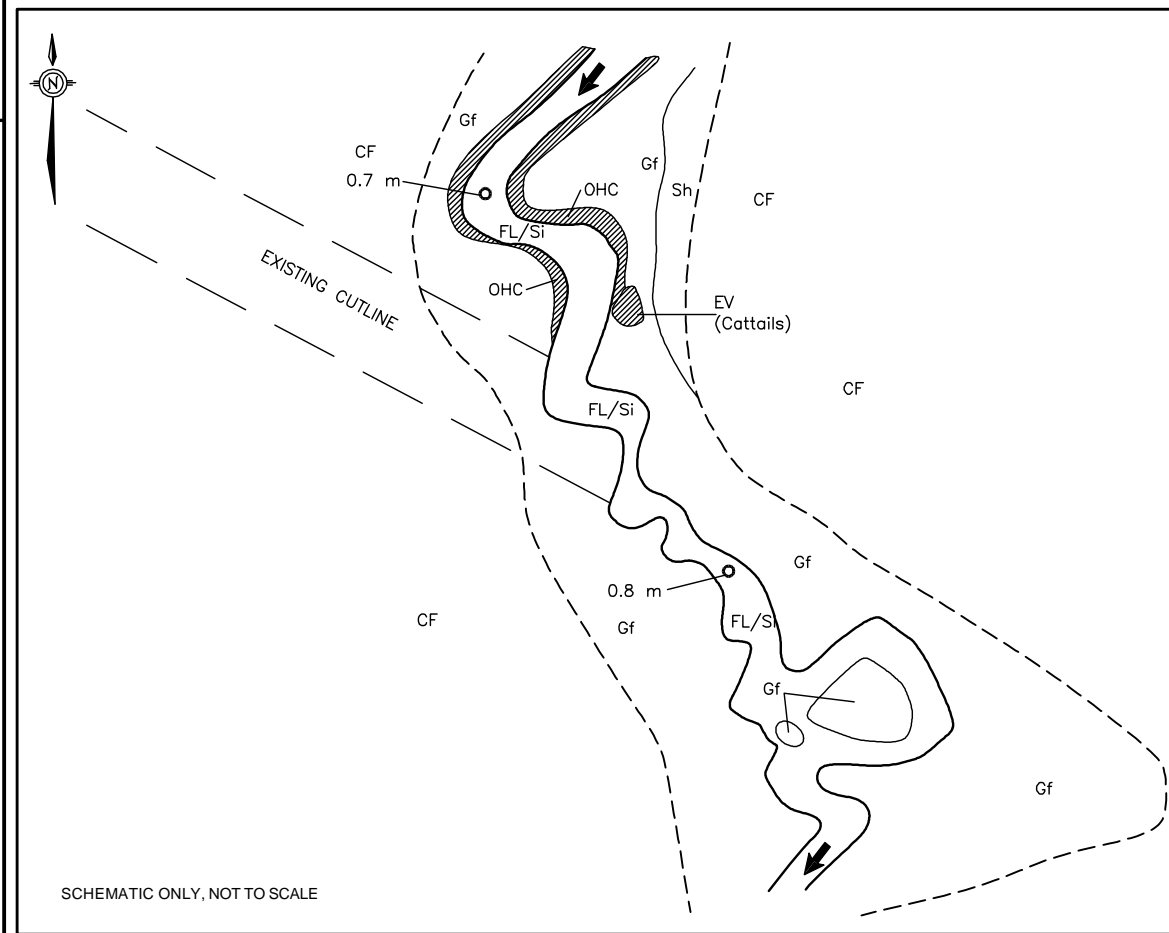 N
Gf
CF
0.7 m
Gf
Sh
CF
OHC
FL/Si
EXISTING CUTLINE
OHC
EV
(Cattails)
CF
FL/Si
Gf
0.8 m
CF
Gf
FL/Si
Gf
Gf
SCHEMATIC ONLY, NOT TO SCALE